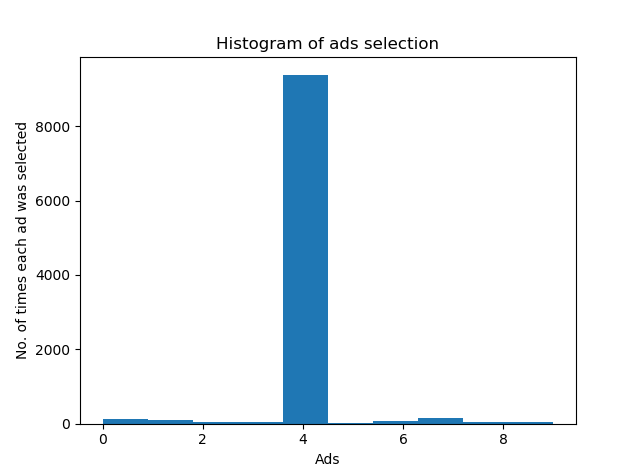 Histogram of ads selection
No. of times each ad was selected
8000
6000
4000
2000
0
0 2 4 6 8
Ads